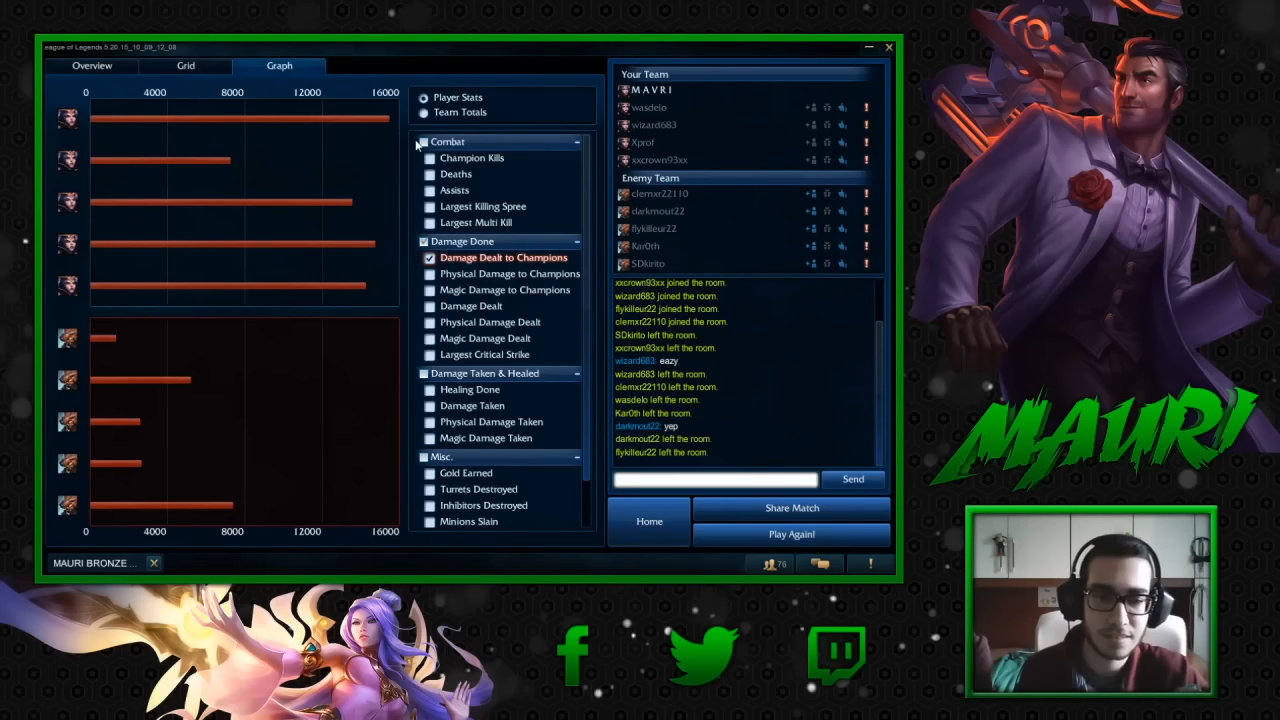 eague of Legends 5.20.15_10_09_12_08
Overview
Grid
Graph
0 4000 8000 12000 16000
0 4000 8000 12000 16000
Player Stats
Team Totals
Combat
Champion Kills
Deaths
Assists
Largest Killing Spree
Largest Multi Kill
Damage Done
Damage Dealt to Champions
Physical Damage to Champions
Magic Damage to Champions
Damage Dealt
Physical Damage Dealt
Magic Damage Dealt
Largest Critical Strike
Damage Taken & Healed
Healing Done
Damage Taken
Physical Damage Taken
Magic Damage Taken
Misc.
Gold Earned
Turrets Destroyed
Inhibitors Destroyed
Minions Slain
Your Team
M A V R I
wasdelo
wizard683
Xprof
xxcrown93xx
Enemy Team
clemxr22110
darkmout22
flykilleur22
Kar0th
SDkirito
xxcrown93xx joined the room.
wizard683 joined the room.
flykilleur22 joined the room.
clemxr22110 joined the room.
SDkirito left the room.
xxcrown93xx left the room.
wizard683: eazy
wizard683 left the room.
clemxr22110 left the room.
wasdelo left the room.
Kar0th left the room.
darkmout22: yep
darkmout22 left the room.
flykilleur22 left the room.
Send
Home
Share Match
Play Again!
MAURI BRONZE ...
76
MAURI